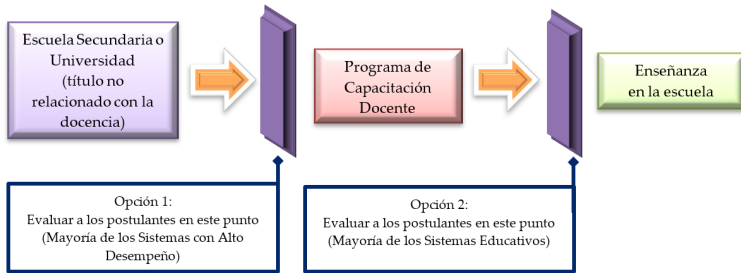 Escuela Secundaria o
Universidad
(título no
relacionado con la
docencia)
Programa de
Capacitación
Docente
Enseñanza
en la escuela
Opción 1:
Evaluar a los postulantes en este punto
(Mayoría de los Sistemas con Alto
Desempeño)
Opción 2:
Evaluar a los postulantes en este punto
(Mayoría de los Sistemas Educativos)